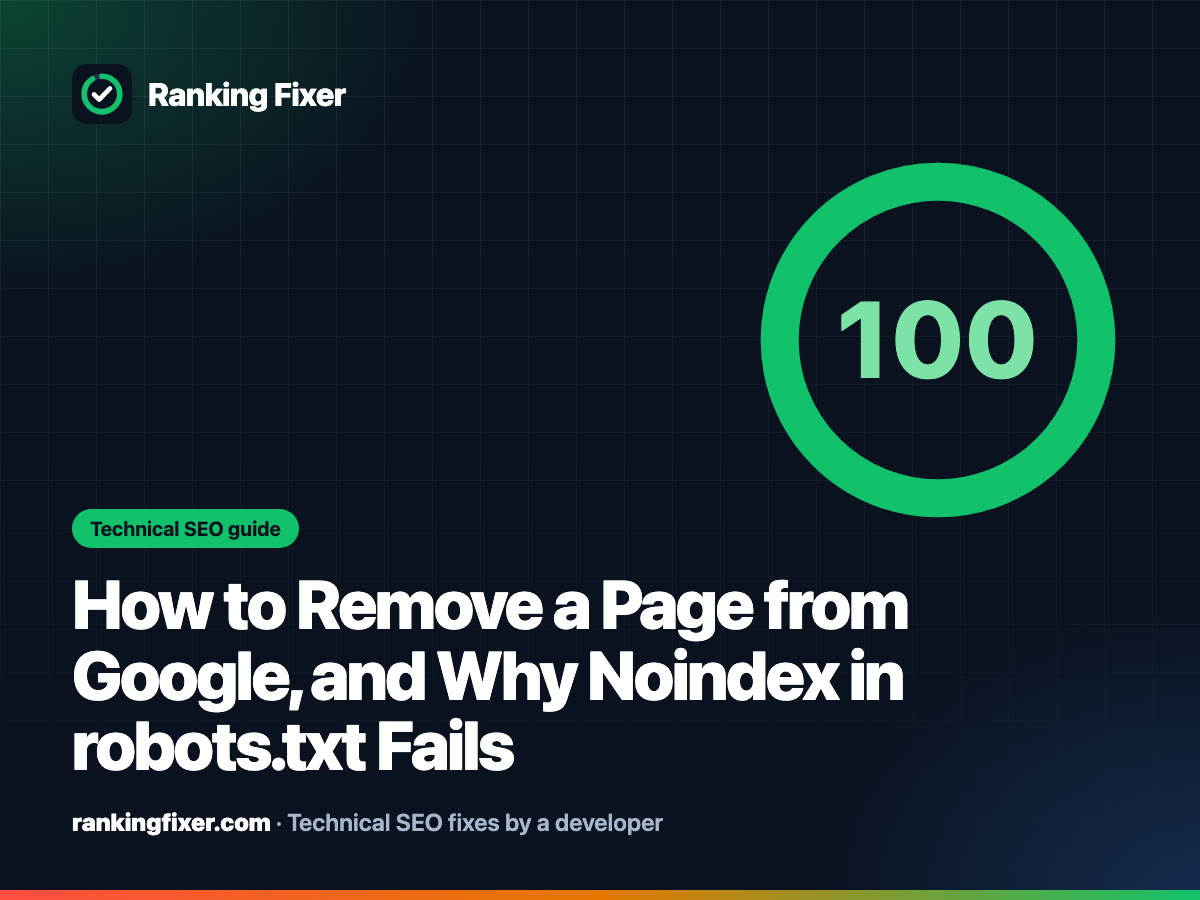 Ranking Fixer
100
Technical SEO guide
How to Remove a Page from
Google, and Why Noindex in
robots.txt Fails
rankingfixer.com · Technical SEO fixes by a developer